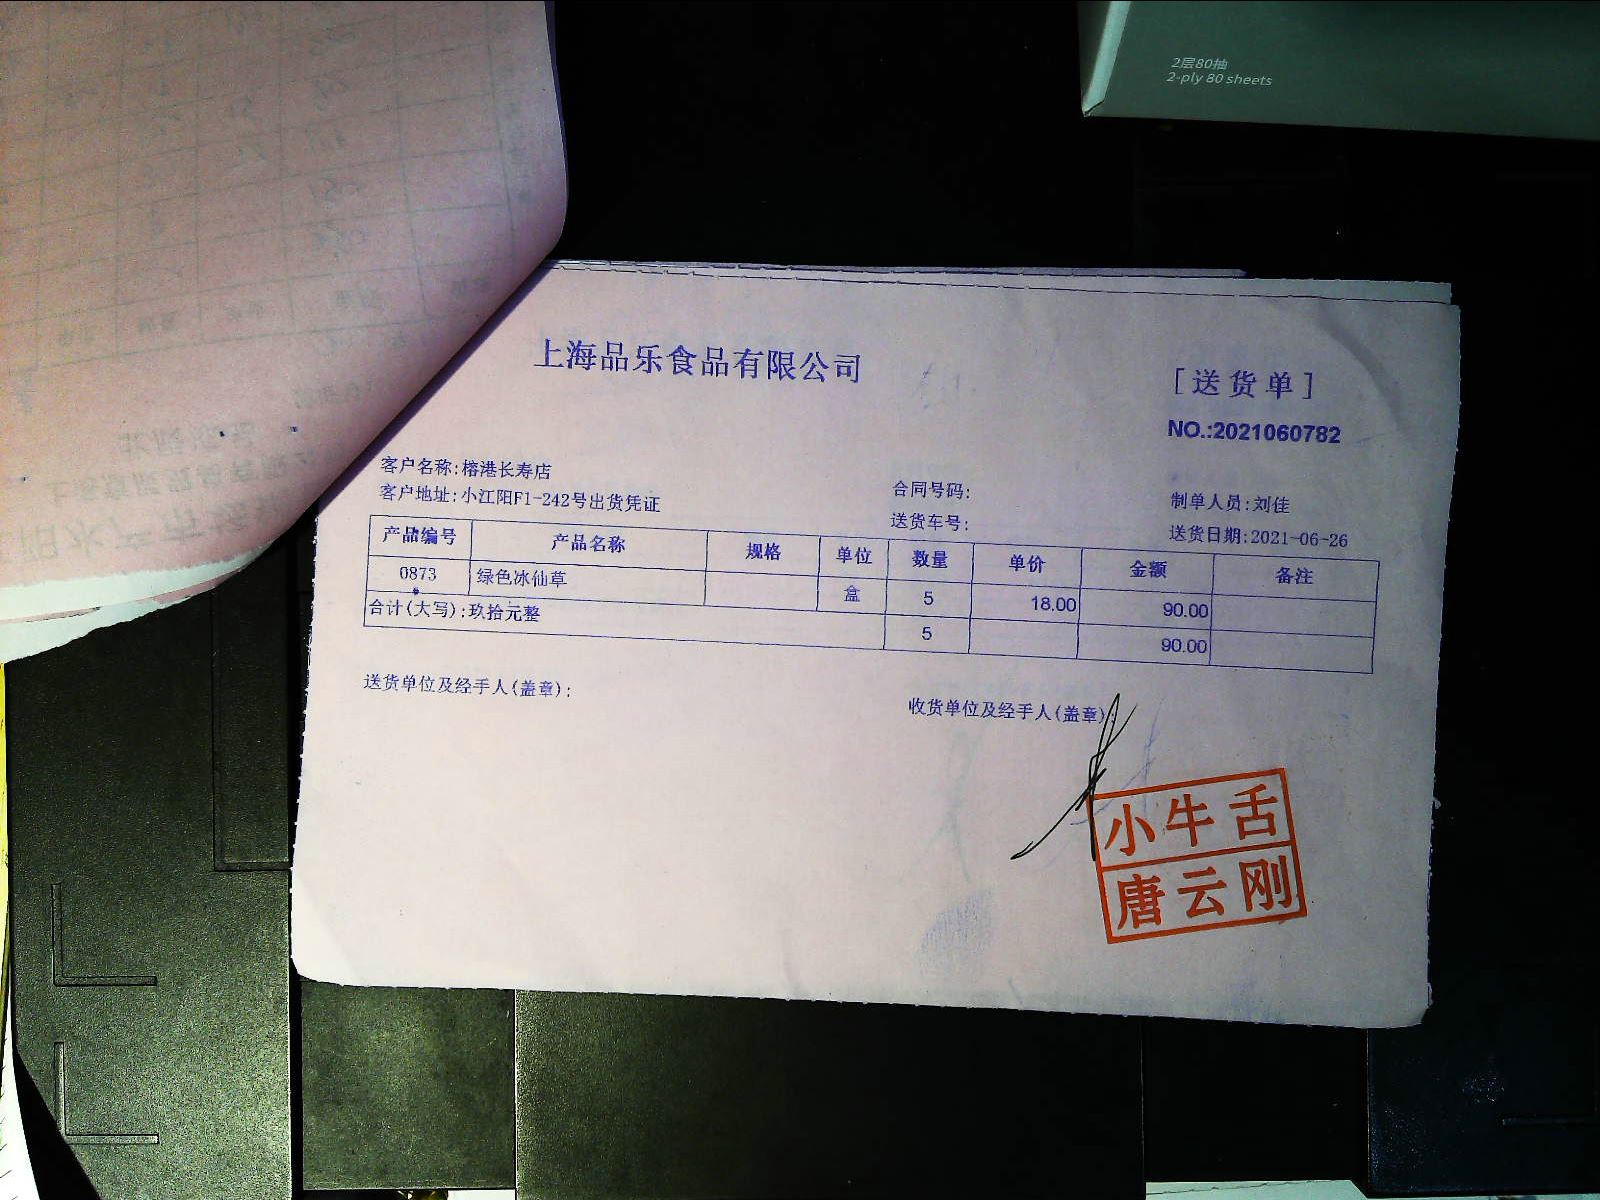 2层80抽
2-ply 80 sheets
上海品乐食品有限公司
[送货单]
NO.:2021060782
客户名称:榕港长寿店
客户地址:小江阳F1-242号出货凭证
合同号码:
送货车号:
制单人员:刘佳
送货日期:2021-06-26
产品编号 产品名称 规格 单位 数量 单价 金额 备注
0873 绿色冰仙草 盒 5 18.00 90.00
合计(大写):玖拾元整 5 90.00
送货单位及经手人(盖章):
收货单位及经手人(盖章)
小牛舌
唐云刚